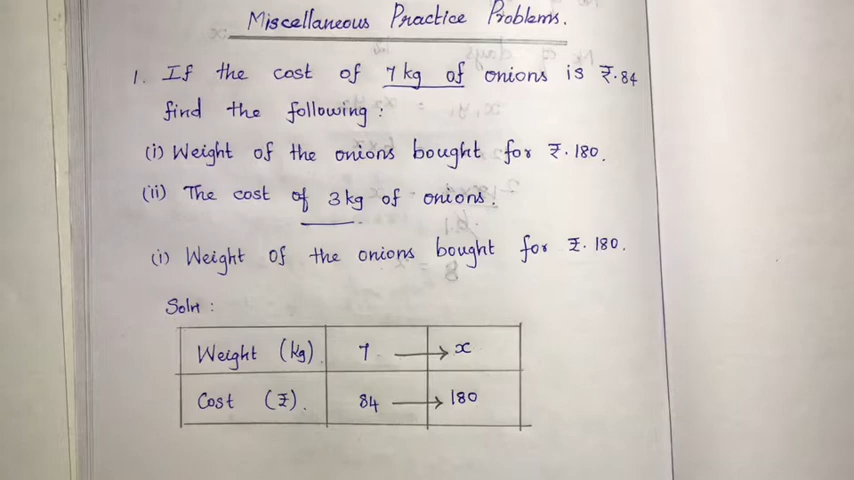 Miscellaneous Practice Problems.
1. If the cost of 7 kg of onions is ₹.84
find the following:
(i) Weight of the onions bought for ₹.180.
(ii) The cost of 3 kg of onions.
(i) Weight of the onions bought for ₹.180.
Soln:
Weight (kg) 7 → x
Cost (₹). 84 → 180